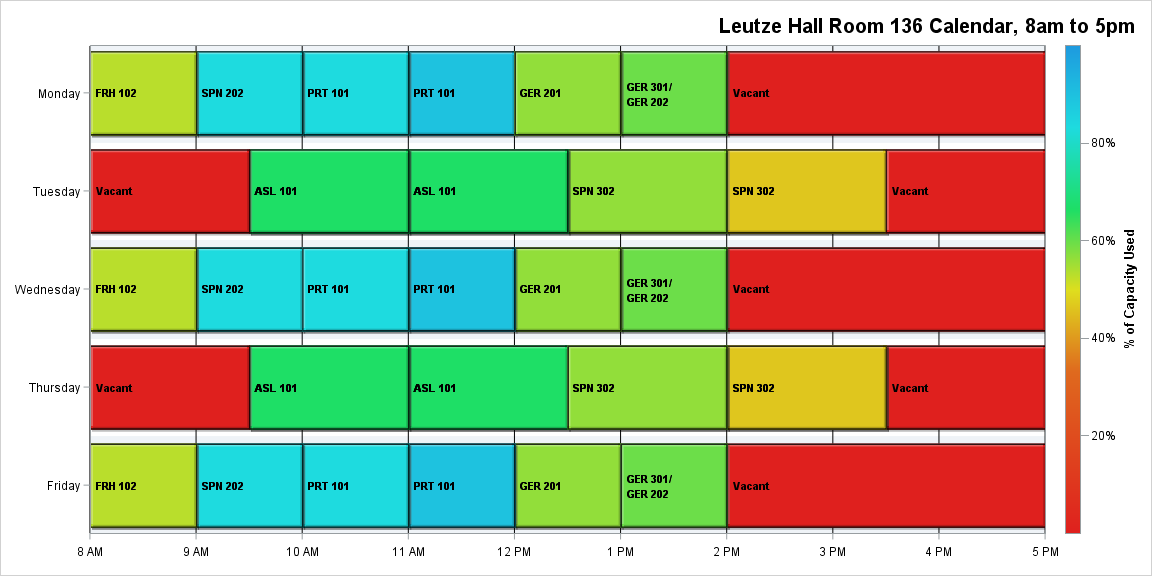 Leutze Hall Room 136 Calendar, 8am to 5pm
Monday
FRH 102
SPN 202
PRT 101
PRT 101
GER 201
GER 301/
GER 202
Vacant
Tuesday
Vacant
ASL 101
ASL 101
SPN 302
SPN 302
Vacant
Wednesday
FRH 102
SPN 202
PRT 101
PRT 101
GER 201
GER 301/
GER 202
Vacant
Thursday
Vacant
ASL 101
ASL 101
SPN 302
SPN 302
Vacant
Friday
FRH 102
SPN 202
PRT 101
PRT 101
GER 201
GER 301/
GER 202
Vacant
8 AM
9 AM
10 AM
11 AM
12 PM
1 PM
2 PM
3 PM
4 PM
5 PM
80%
60%
40%
20%
% of Capacity Used